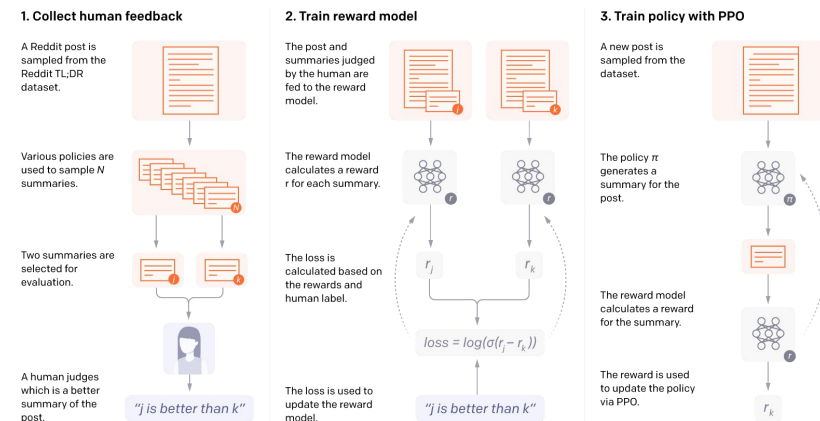 1. Collect human feedback
A Reddit post is
sampled from the
Reddit TL;DR
dataset.
Various policies are
used to sample N
summaries.
N
Two summaries are
selected for
evaluation.
j
k
A human judges
which is a better
summary of the
post.
“j is better than k”
2. Train reward model
The post and
summaries judged
by the human are
fed to the reward
model.
j
k
The reward model
calculates a reward
r for each summary.
r
r
The loss is
calculated based on
the rewards and
human label.
rⱼ
rₖ
loss = log(σ(rⱼ – rₖ))
The loss is used to
update the reward
model.
“j is better than k”
3. Train policy with PPO
A new post is
sampled from the
dataset.
The policy π
generates a
summary for the
post.
π
The reward model
calculates a reward
for the summary.
r
The reward is used
to update the policy
via PPO.
rₖ